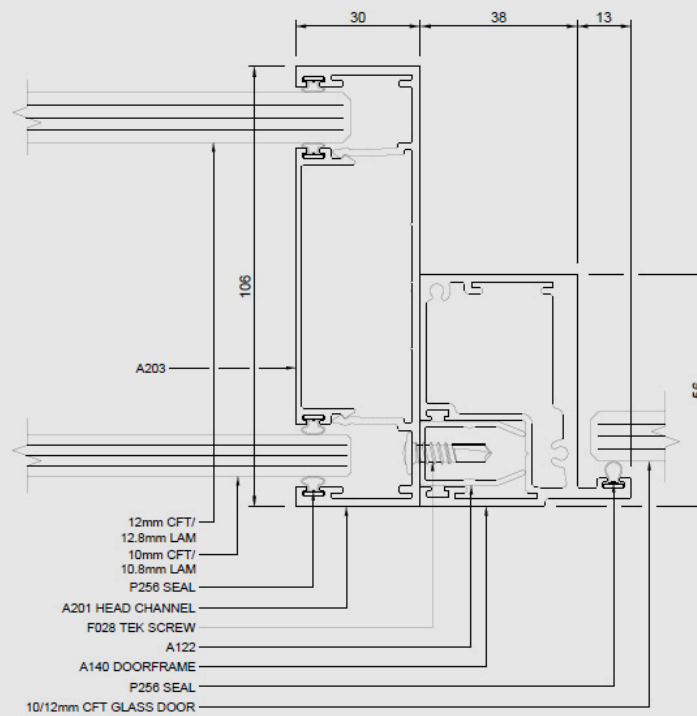 30
38
13
106
56
A203
12mm CFT/
12.8mm LAM
10mm CFT/
10.8mm LAM
P256 SEAL
A201 HEAD CHANNEL
F028 TEK SCREW
A122
A140 DOORFRAME
P256 SEAL
10/12mm CFT GLASS DOOR